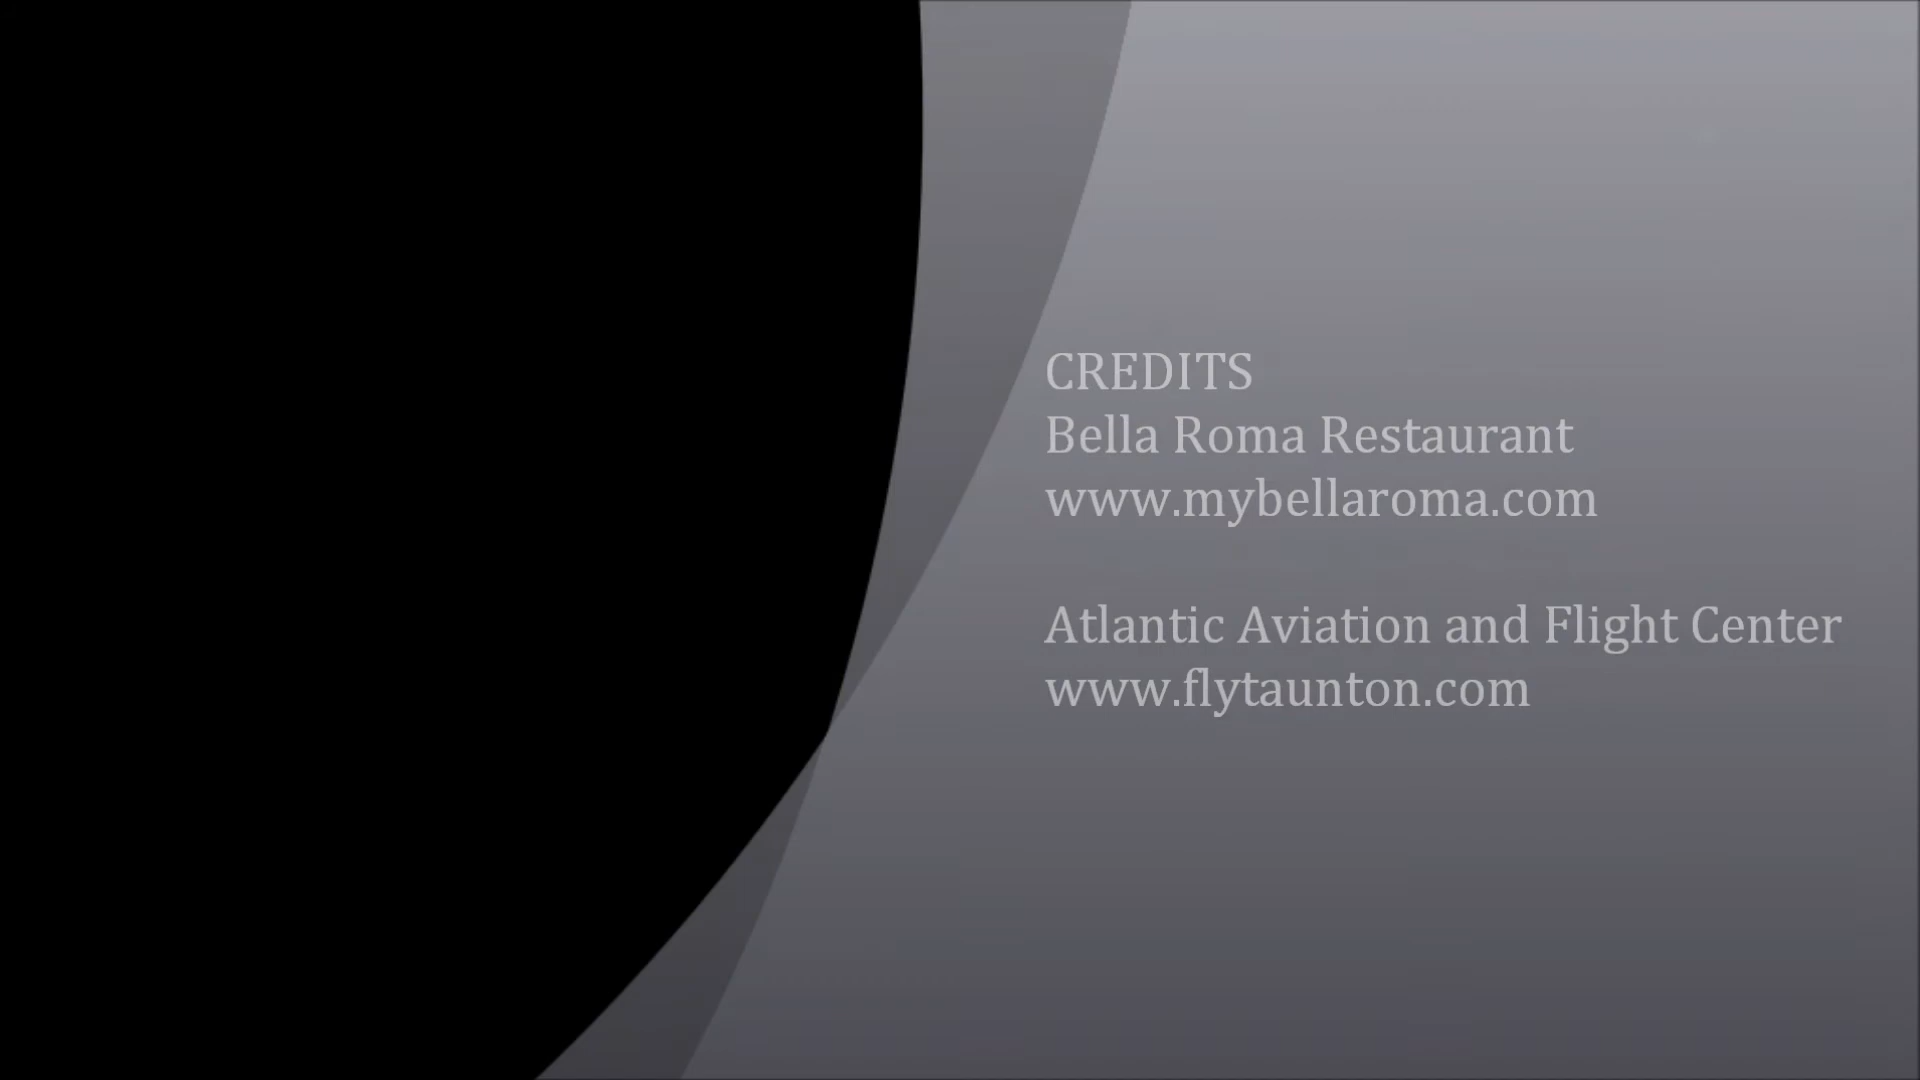 CREDITS
Bella Roma Restaurant
www.mybellaroma.com
Atlantic Aviation and Flight Center
www.flytaunton.com